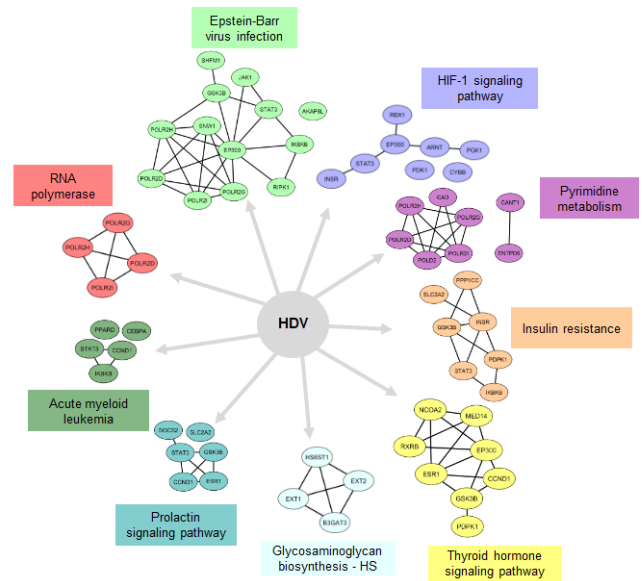 Epstein-Barr
virus infection
SHFM1
JAK1
GSK3B
STAT3
AKAP8L
POLR2H
SNW1
EP300
IKBKB
POLR2D
POLR2G
RIPK1
POLR2I
HIF-1 signaling
pathway
RBX1
EP300
ARNT
PGK1
STAT3
PDK1
CYBB
INSR
RNA
polymerase
POLR2G
POLR2H
POLR2D
POLR2I
Pyrimidine
metabolism
CAD
POLR2H
POLR2G
CANT1
POLR2D
POLR2I
POLD2
ENTPD6
HDV
Insulin resistance
PPP1CC
SLC2A2
INSR
GSK3B
PDPK1
STAT3
IKBKB
PPARD
CEBPA
STAT3
CCND1
IKBKB
Acute myeloid
leukemia
SOCS2
SLC2A2
STAT3
GSK3B
CCND1
ESR1
Prolactin
signaling pathway
HS6ST1
EXT1
EXT2
B3GAT3
Glycosaminoglycan
biosynthesis - HS
NCOA2
MED14
RXRB
EP300
ESR1
CCND1
GSK3B
PDPK1
Thyroid hormone
signaling pathway